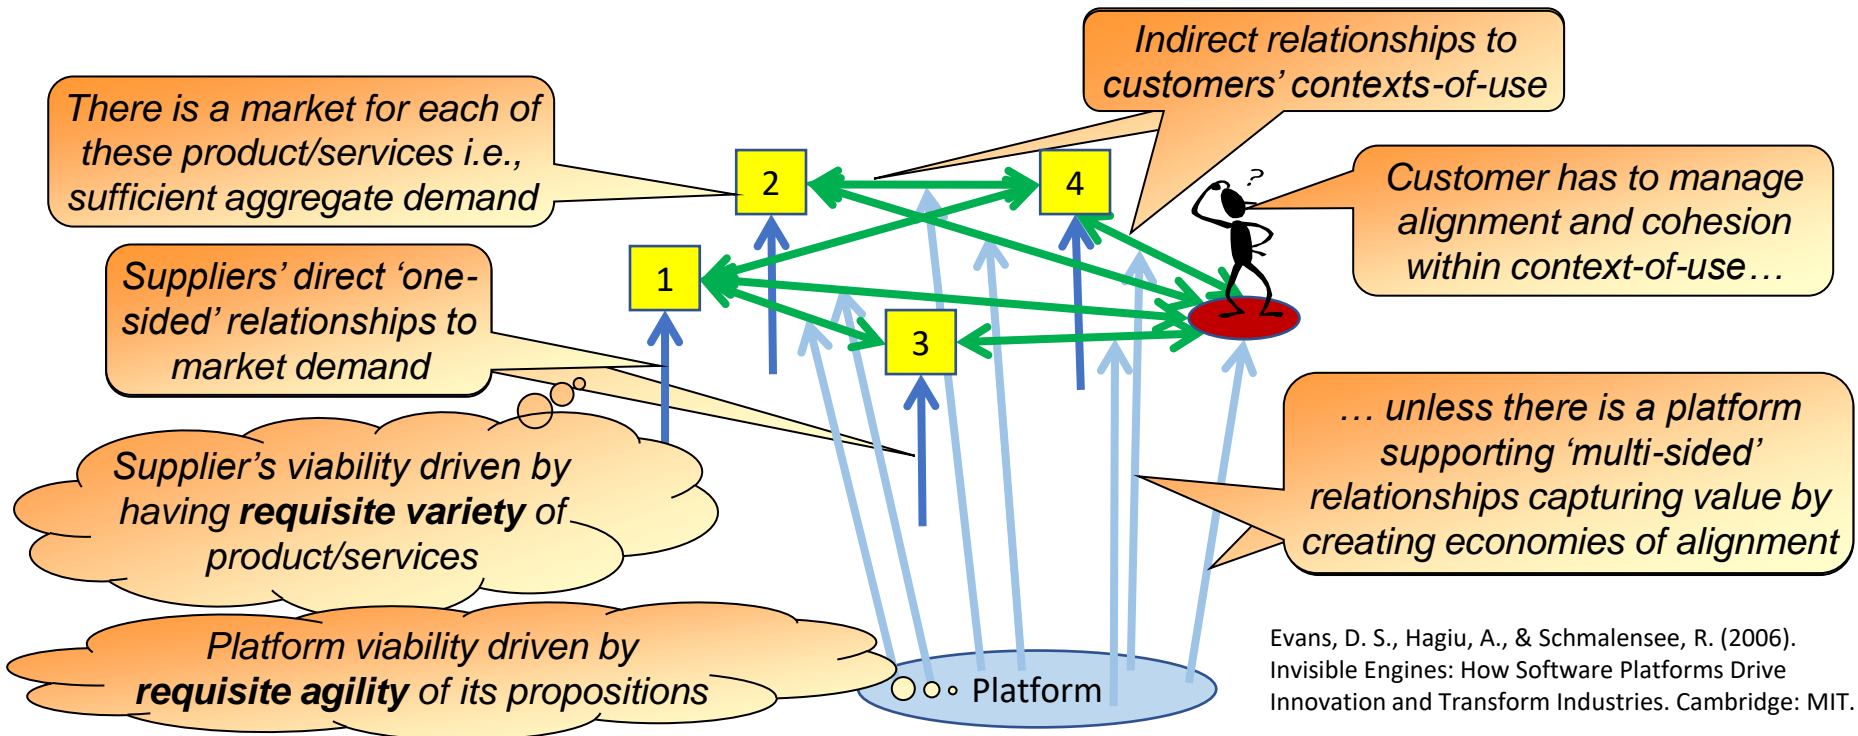 Indirect relationships to
customers’ contexts-of-use
There is a market for each of
these product/services i.e.,
sufficient aggregate demand
2
4
?
Customer has to manage
alignment and cohesion
within context-of-use…
Suppliers’ direct ‘one-
sided’ relationships to
market demand
1
3
… unless there is a platform
supporting ‘multi-sided’
relationships capturing value by
creating economies of alignment
Supplier’s viability driven by
having requisite variety of
product/services
Platform viability driven by
requisite agility of its propositions
Platform
Evans, D. S., Hagiu, A., & Schmalensee, R. (2006).
Invisible Engines: How Software Platforms Drive
Innovation and Transform Industries. Cambridge: MIT.